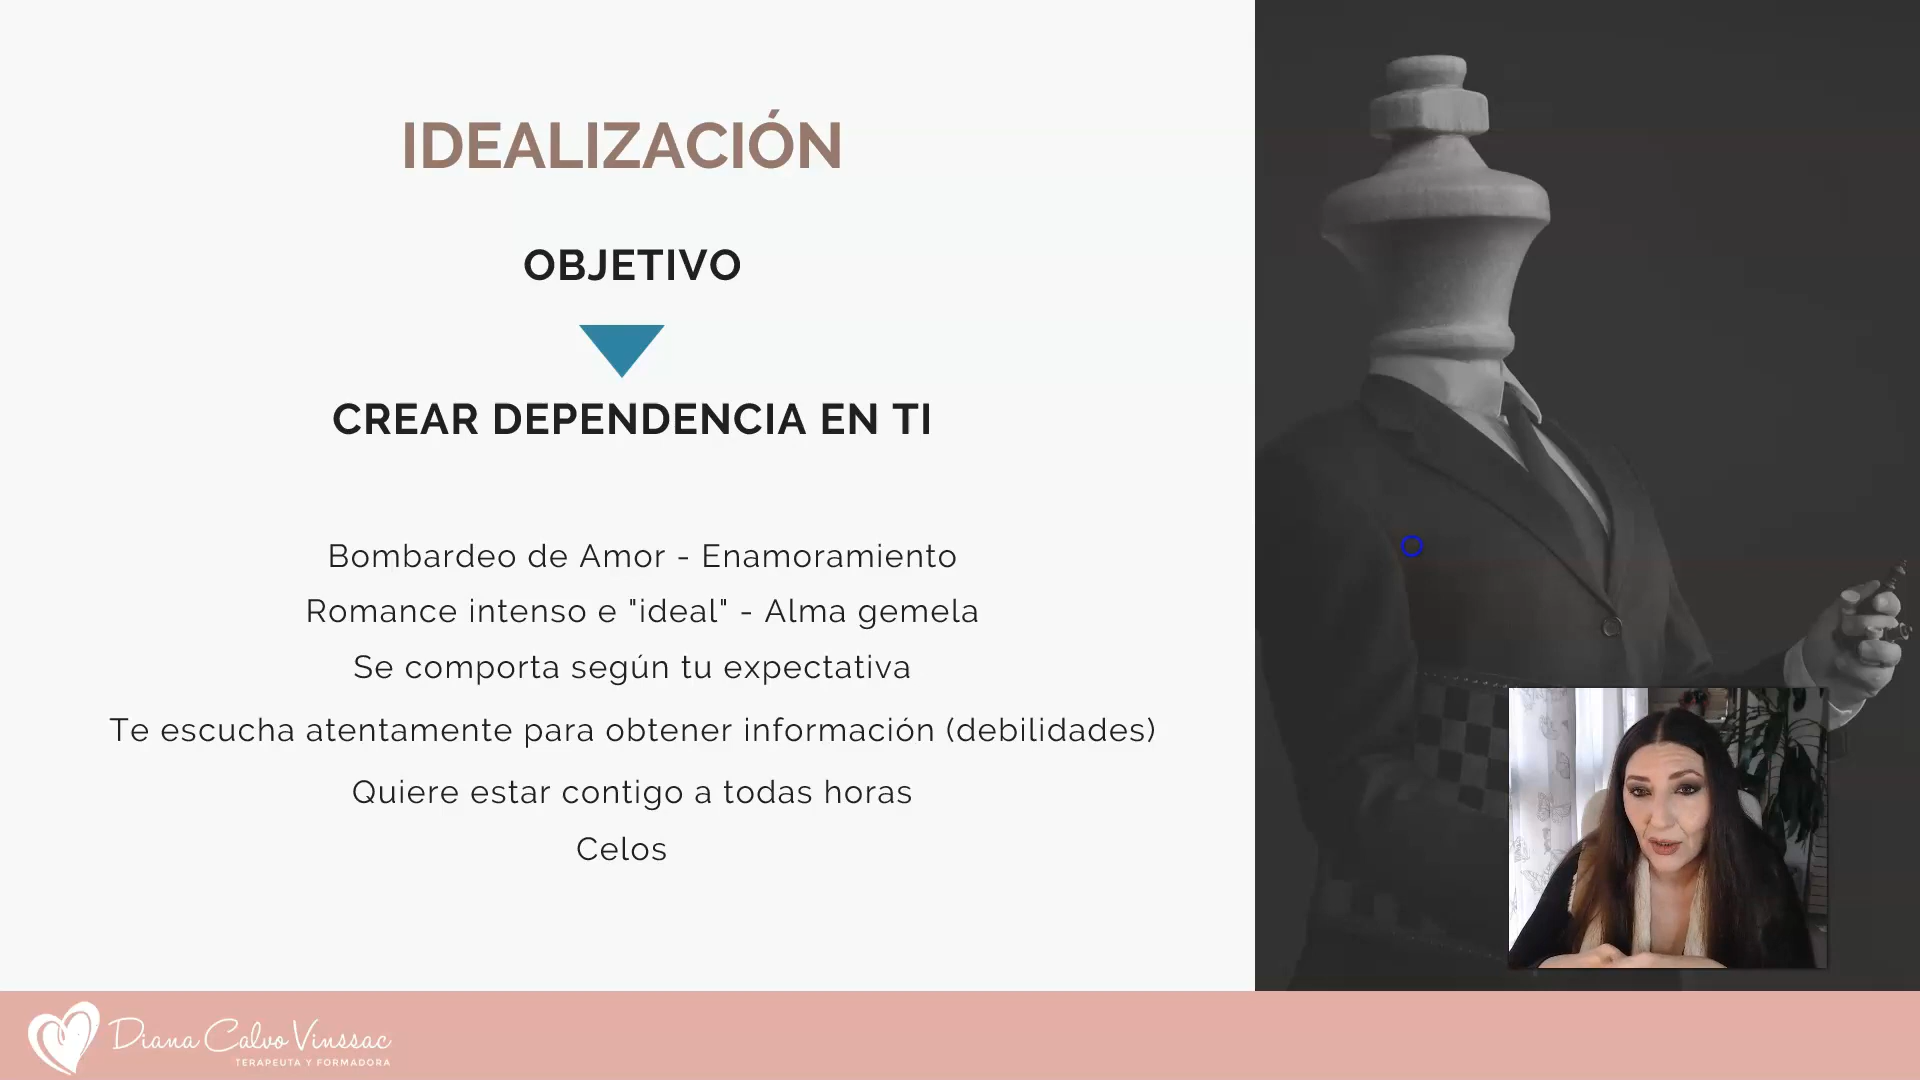 IDEALIZACIÓN
OBJETIVO
CREAR DEPENDENCIA EN TI
Bombardeo de Amor - Enamoramiento
Romance intenso e "ideal" - Alma gemela
Se comporta según tu expectativa
Te escucha atentamente para obtener información (debilidades)
Quiere estar contigo a todas horas
Celos
Diana Calvo Vinssac
TERAPEUTA Y FORMADORA